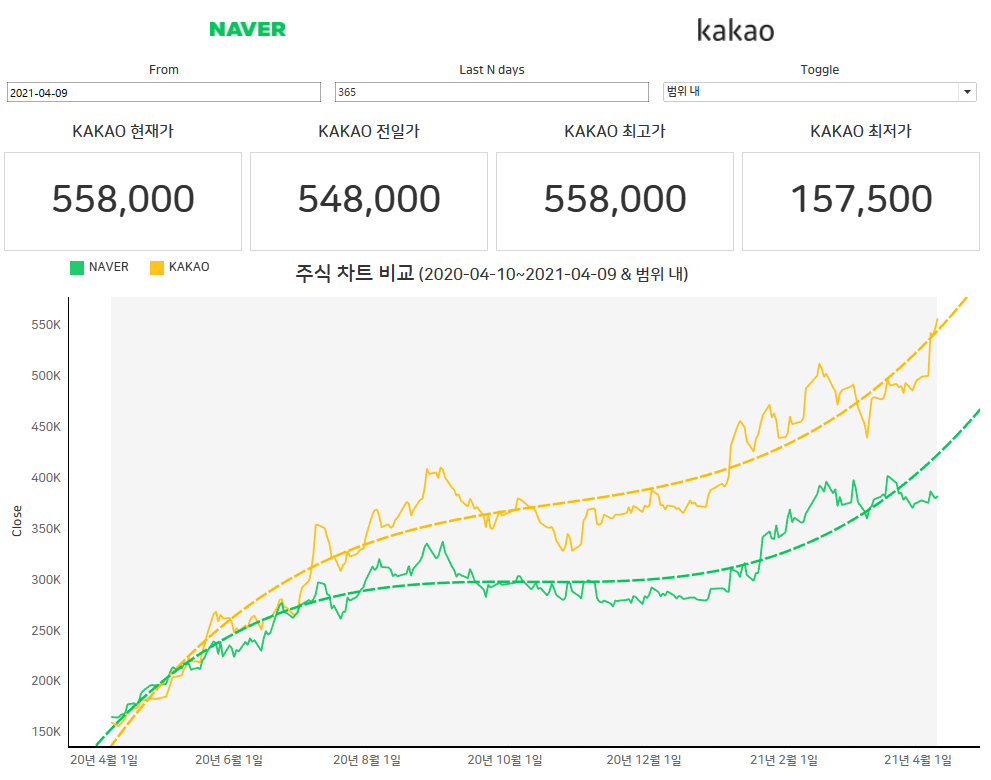 NAVER kakao
From Last N days Toggle
2021-04-09 365 범위 내
KAKAO 현재가 KAKAO 전일가 KAKAO 최고가 KAKAO 최저가
558,000 548,000 558,000 157,500
NAVER KAKAO
주식 차트 비교 (2020-04-10~2021-04-09 & 범위 내)
550K
500K
450K
400K
350K
300K
250K
200K
150K
Close
20년 4월 1일 20년 6월 1일 20년 8월 1일 20년 10월 1일 20년 12월 1일 21년 2월 1일 21년 4월 1일